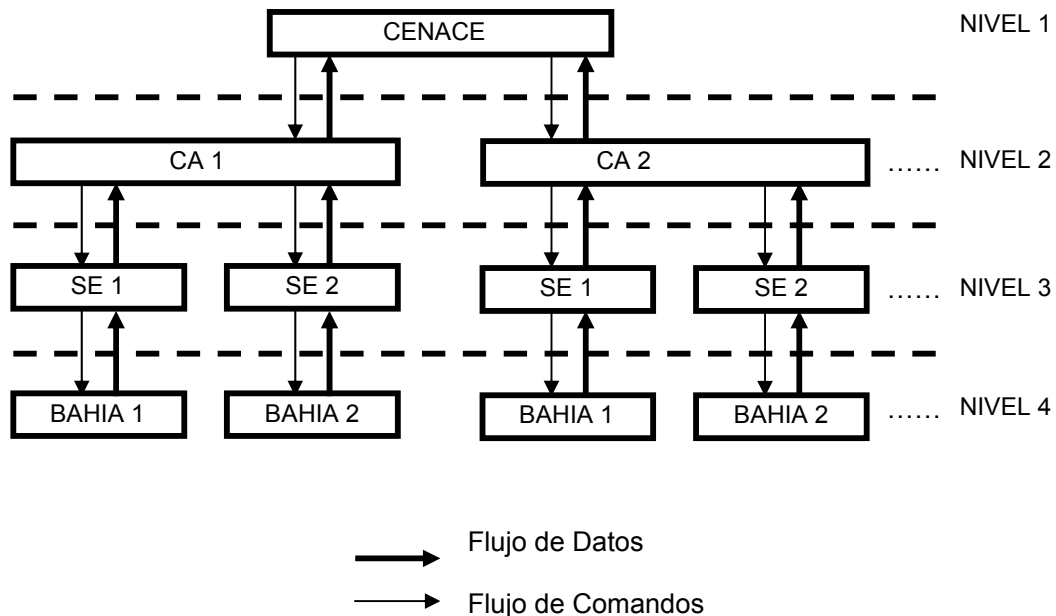 CENACE
NIVEL 1
CA 1
CA 2
...... NIVEL 2
SE 1
SE 2
SE 1
SE 2
...... NIVEL 3
BAHIA 1
BAHIA 2
BAHIA 1
BAHIA 2
...... NIVEL 4
Flujo de Datos
Flujo de Comandos